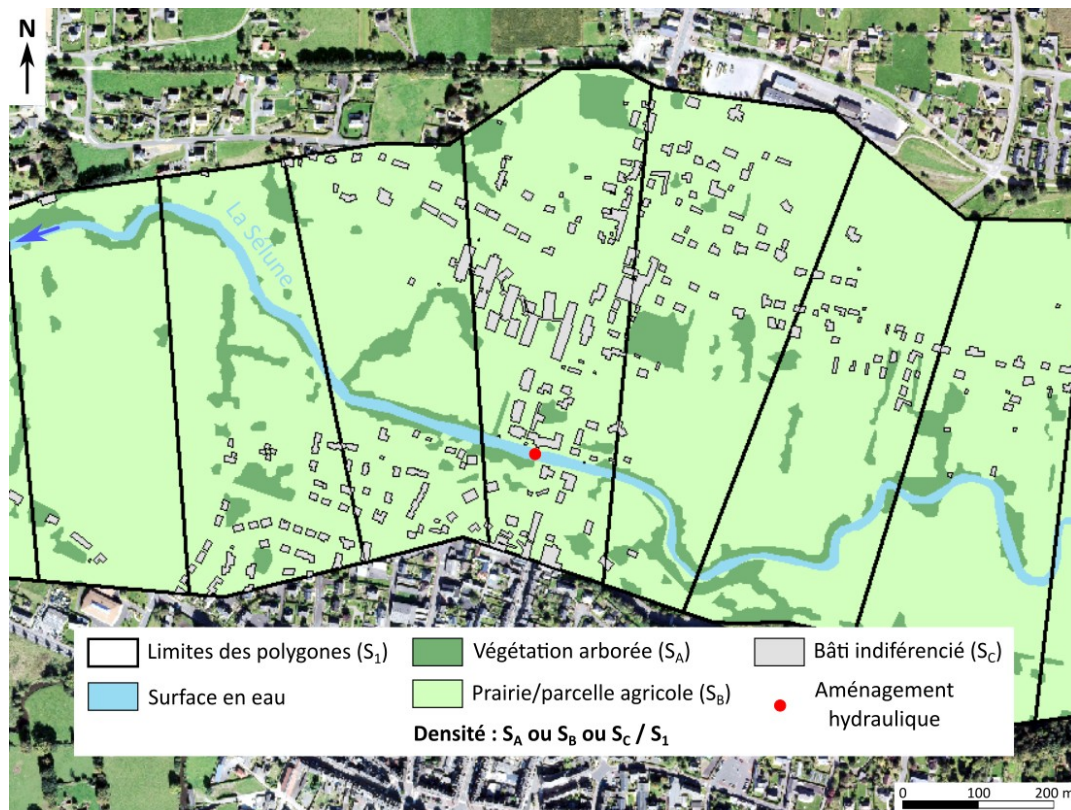 N
La Sélune
Limites des polygones (S1)
Végétation arborée (SA)
Bâti indiférencié (SC)
Surface en eau
Prairie/parcelle agricole (SB)
Aménagement
hydraulique
Densité : SA ou SB ou SC / S1
0 100 200 m